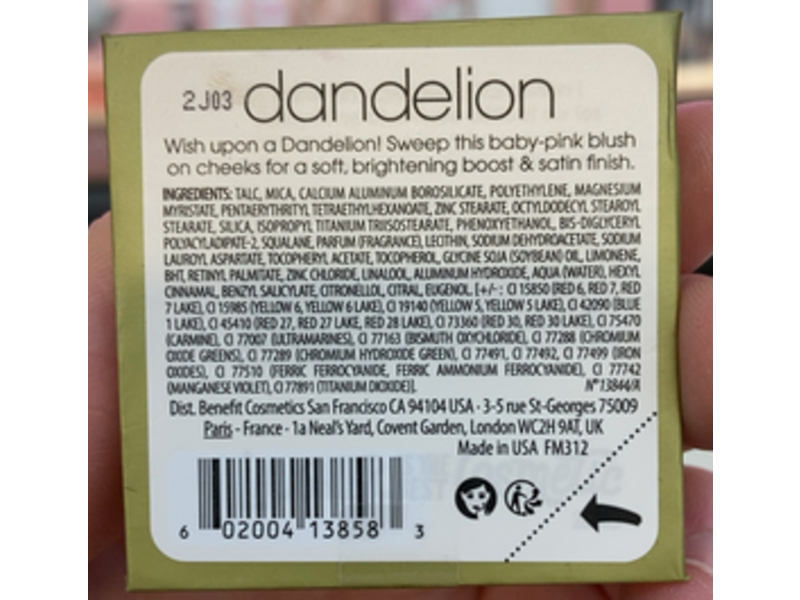 2J03 dandelion
Wish upon a Dandelion! Sweep this baby-pink blush
on cheeks for a soft, brightening boost & satin finish.
INGREDIENTS: TALC, MICA, CALCIUM ALUMINUM BOROSILICATE, POLYETHYLENE, MAGNESIUM
MYRISTATE, PENTAERYTHRITYL TETRAETHYLHEXANOATE, ZINC STEARATE, OCTYLDODECYL STEAROYL
STEARATE, SILICA, ISOPROPYL TITANIUM TRIISOSTEARATE, PHENOXYETHANOL, BIS-DIGLYCERYL
POLYACYLADIPATE-2, SQUALANE, PARFUM (FRAGRANCE), LECITHIN, SODIUM DEHYDROACETATE, SODIUM
LAUROYL ASPARTATE, TOCOPHERYL ACETATE, TOCOPHEROL, GLYCINE SOJA (SOYBEAN) OIL, LIMONENE,
BHT, RETINYL PALMITATE, ZINC CHLORIDE, LINALOOL, ALUMINUM HYDROXIDE, AQUA (WATER), HEXYL
CINNAMAL, BENZYL SALICYLATE, CITRONELLOL, CITRAL, EUGENOL. [+/-: CI 15850 (RED 6, RED 7, RED
7 LAKE), CI 15985 (YELLOW 6, YELLOW 6 LAKE), CI 19140 (YELLOW 5, YELLOW 5 LAKE), CI 42090 (BLUE
1 LAKE), CI 45410 (RED 27, RED 27 LAKE, RED 28 LAKE), CI 73360 (RED 30, RED 30 LAKE), CI 75470
(CARMINE), CI 77007 (ULTRAMARINES), CI 77163 (BISMUTH OXYCHLORIDE), CI 77288 (CHROMIUM
OXIDE GREENS), CI 77289 (CHROMIUM HYDROXIDE GREEN), CI 77491, CI 77492, CI 77499 (IRON
OXIDES), CI 77510 (FERRIC FERROCYANIDE, FERRIC AMMONIUM FERROCYANIDE), CI 77742
(MANGANESE VIOLET), CI 77891 (TITANIUM DIOXIDE)]. N°13844/A
Dist. Benefit Cosmetics San Francisco CA 94104 USA · 3-5 rue St-Georges 75009
Paris - France · 1a Neal's Yard, Covent Garden, London WC2H 9AT, UK
Made in USA FM312
6 02004 13858 3